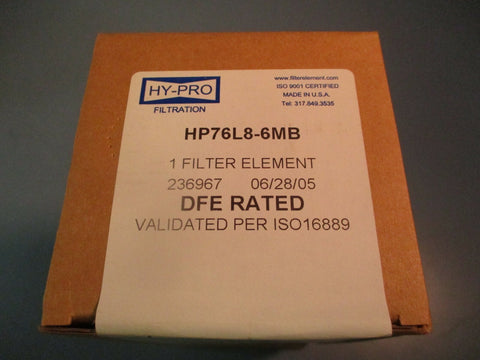 HY-PRO
FILTRATION
www.filterelement.com
ISO 9001 CERTIFIED
MADE IN U.S.A.
Tel: 317.849.3535
HP76L8-6MB
1 FILTER ELEMENT
236967 06/28/05
DFE RATED
VALIDATED PER ISO16889